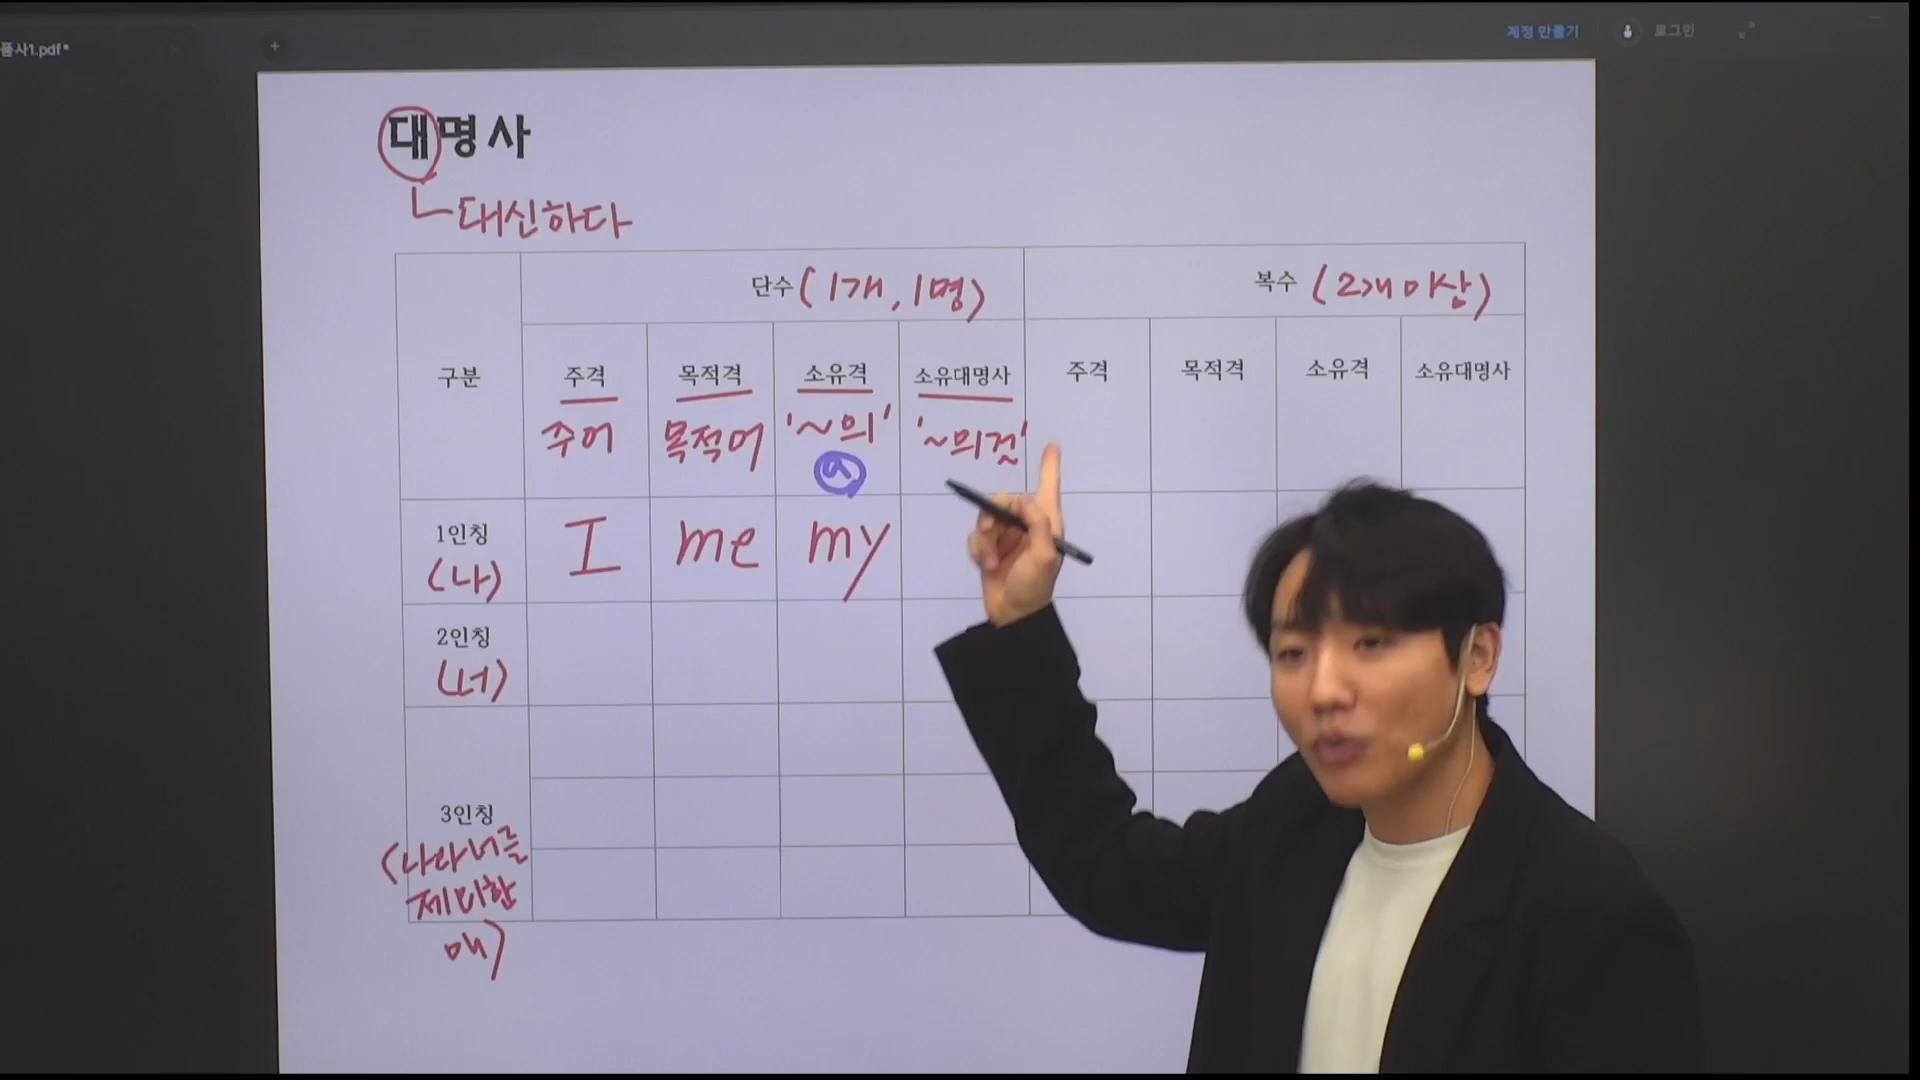 품사1.pdf*
+
계정 만들기
로그인
대명사
대신하다
단수 (1개, 1명)
복수 (2개 이상)
구분
주격
목적격
소유격
소유대명사
주격
목적격
소유격
소유대명사
주어
목적어
'~의'
'~의것'
a
1인칭
(나)
I
me
my
2인칭
(너)
3인칭
(나와 너를
제외한
애)